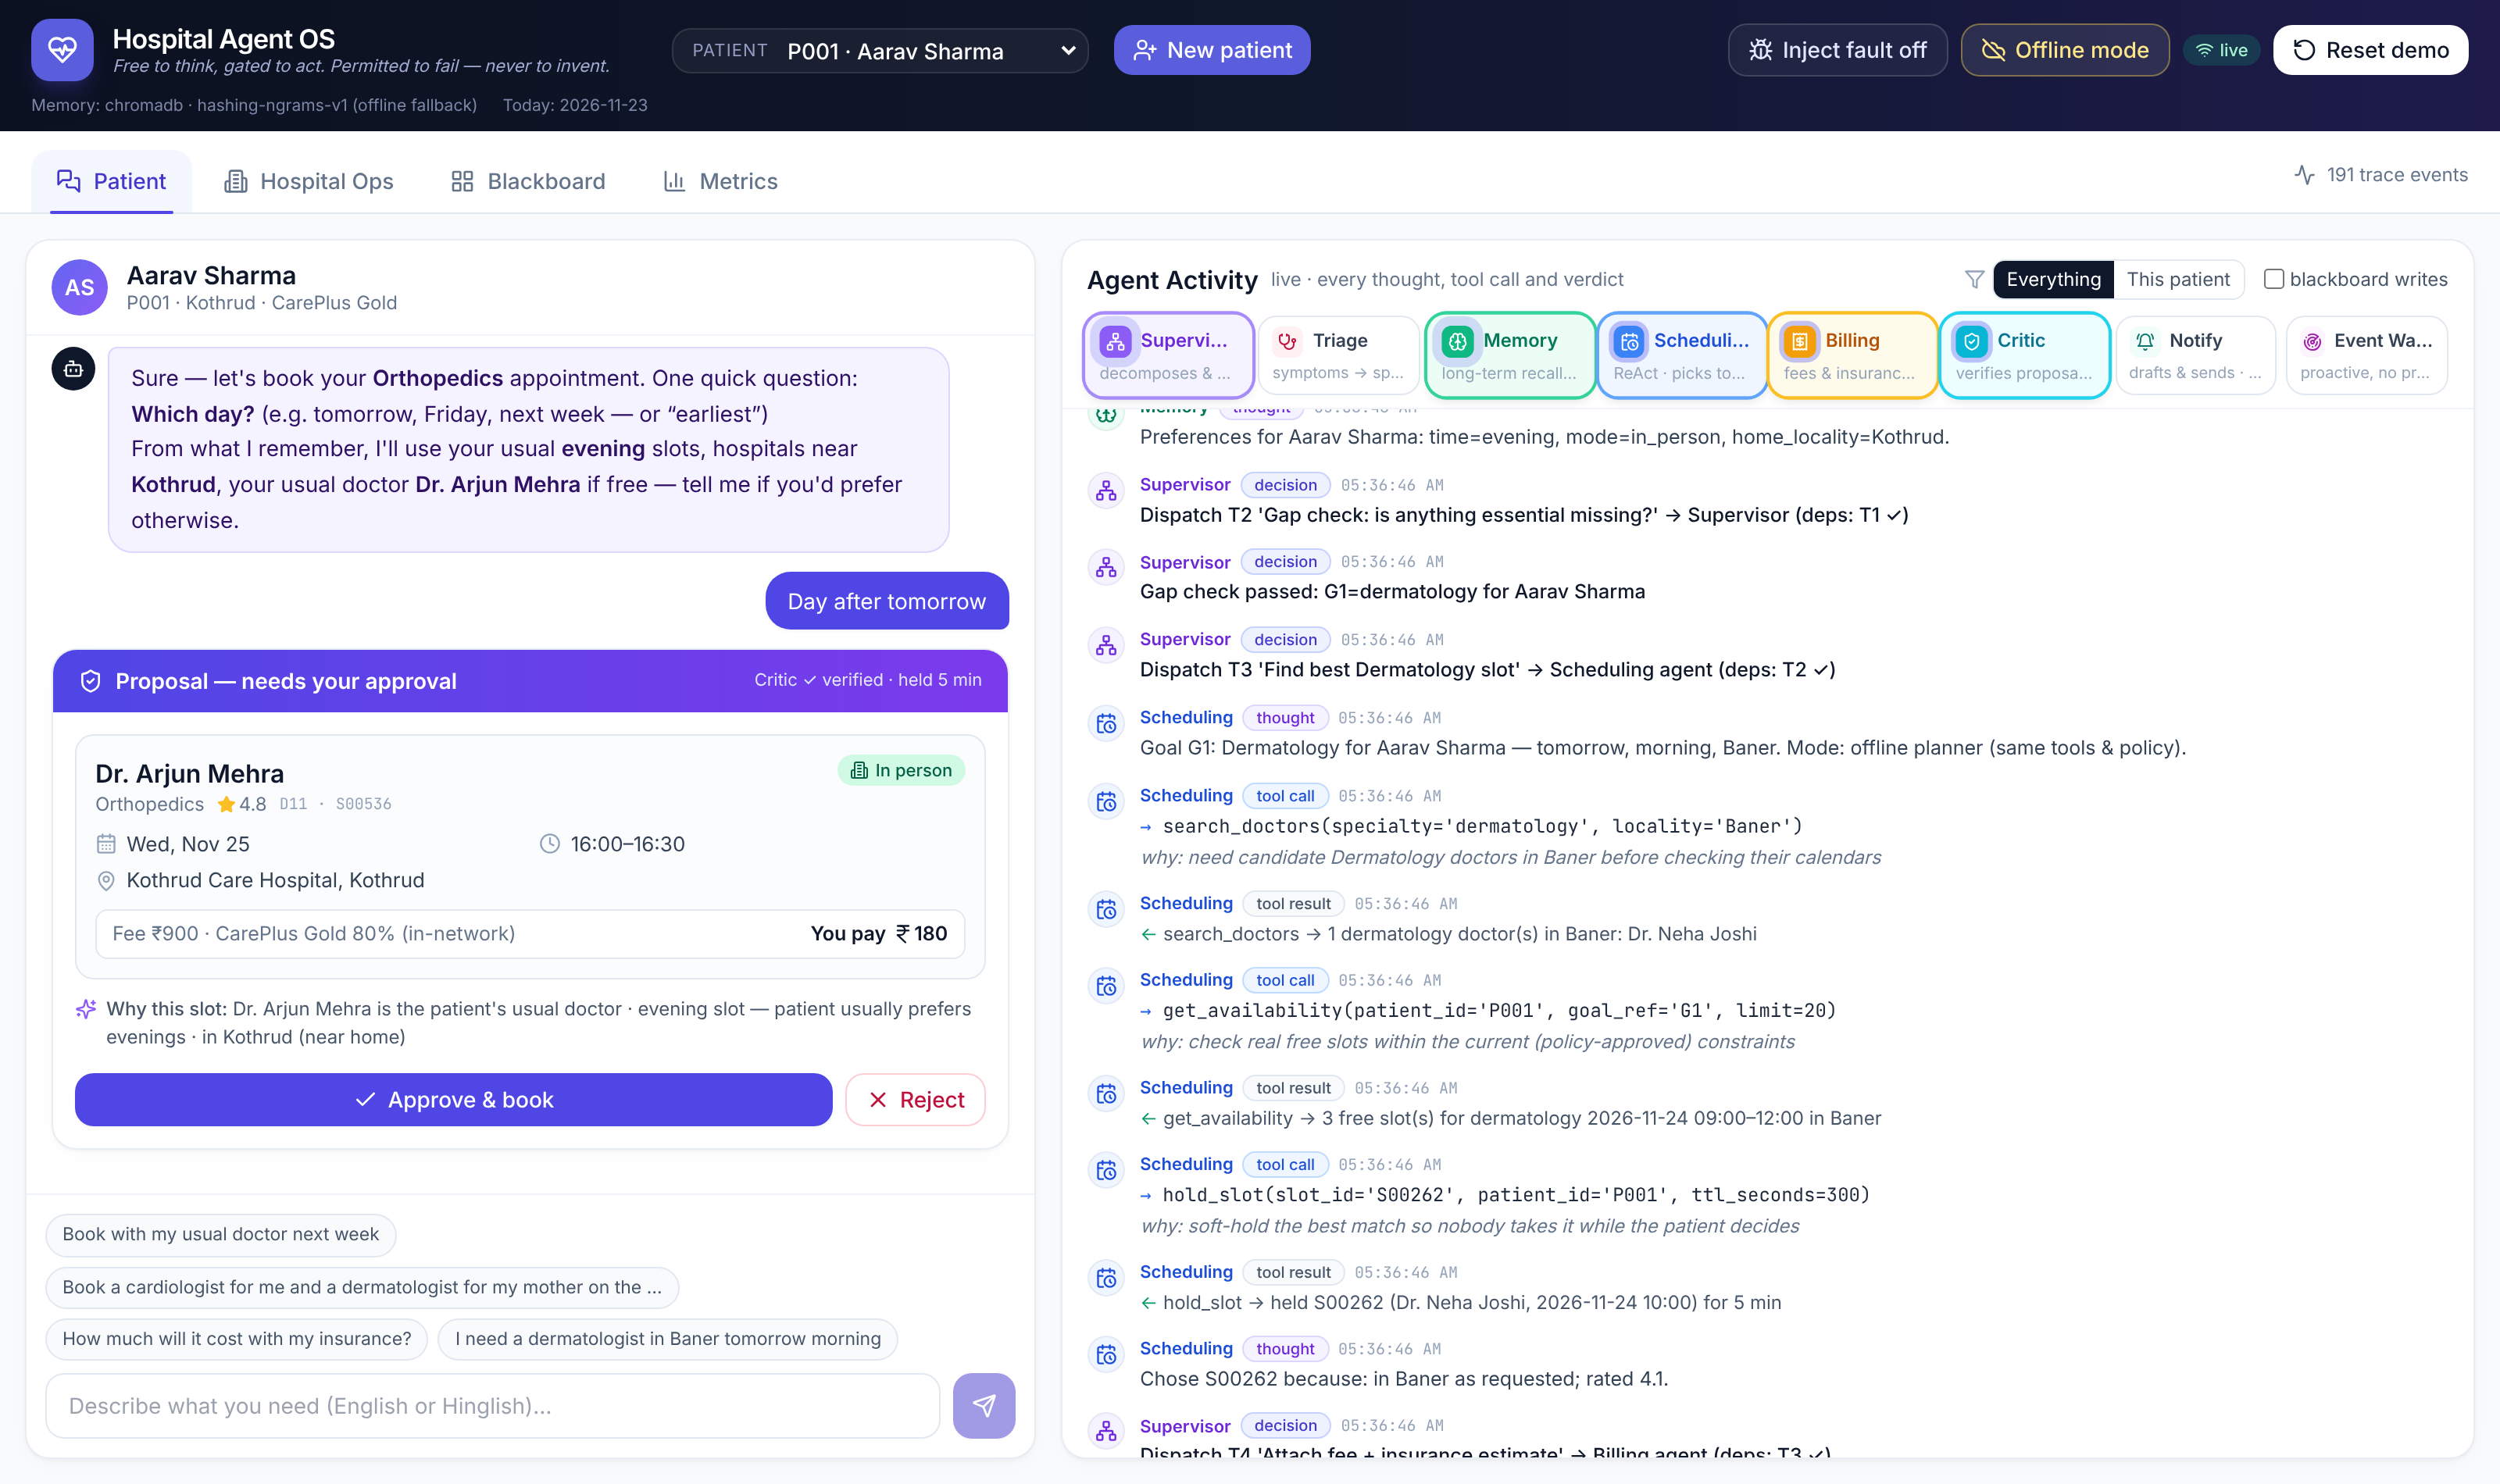 Hospital Agent OS
Free to think, gated to act. Permitted to fail — never to invent.
PATIENT P001 · Aarav Sharma
New patient
Inject fault off
Offline mode
live
Reset demo
Memory: chromadb · hashing-ngrams-v1 (offline fallback) Today: 2026-11-23
Patient
Hospital Ops
Blackboard
Metrics
191 trace events
AS
Aarav Sharma
P001 · Kothrud · CarePlus Gold
Sure — let's book your Orthopedics appointment. One quick question:
Which day? (e.g. tomorrow, Friday, next week — or “earliest”)
From what I remember, I'll use your usual evening slots, hospitals near
Kothrud, your usual doctor Dr. Arjun Mehra if free — tell me if you'd prefer
otherwise.
Day after tomorrow
Proposal — needs your approval
Critic ✓ verified · held 5 min
Dr. Arjun Mehra
In person
Orthopedics ⭐ 4.8 D11 · S00536
Wed, Nov 25
16:00–16:30
Kothrud Care Hospital, Kothrud
Fee ₹900 · CarePlus Gold 80% (in-network)
You pay ₹180
Why this slot: Dr. Arjun Mehra is the patient's usual doctor · evening slot — patient usually prefers
evenings · in Kothrud (near home)
Approve & book
Reject
Book with my usual doctor next week
Book a cardiologist for me and a dermatologist for my mother on the ...
How much will it cost with my insurance?
I need a dermatologist in Baner tomorrow morning
Describe what you need (English or Hinglish)...
Agent Activity live · every thought, tool call and verdict
Everything
This patient
blackboard writes
Supervi...
decomposes & ...
Triage
symptoms → sp...
Memory
long-term recall...
Scheduli...
ReAct · picks to...
Billing
fees & insuranc...
Critic
verifies proposa...
Notify
drafts & sends · ...
Event Wa...
proactive, no pr...
Memory thought 05:36:46 AM
Preferences for Aarav Sharma: time=evening, mode=in_person, home_locality=Kothrud.
Supervisor decision 05:36:46 AM
Dispatch T2 'Gap check: is anything essential missing?' → Supervisor (deps: T1 ✓)
Supervisor decision 05:36:46 AM
Gap check passed: G1=dermatology for Aarav Sharma
Supervisor decision 05:36:46 AM
Dispatch T3 'Find best Dermatology slot' → Scheduling agent (deps: T2 ✓)
Scheduling thought 05:36:46 AM
Goal G1: Dermatology for Aarav Sharma — tomorrow, morning, Baner. Mode: offline planner (same tools & policy).
Scheduling tool call 05:36:46 AM
→ search_doctors(specialty='dermatology', locality='Baner')
why: need candidate Dermatology doctors in Baner before checking their calendars
Scheduling tool result 05:36:46 AM
← search_doctors → 1 dermatology doctor(s) in Baner: Dr. Neha Joshi
Scheduling tool call 05:36:46 AM
→ get_availability(patient_id='P001', goal_ref='G1', limit=20)
why: check real free slots within the current (policy-approved) constraints
Scheduling tool result 05:36:46 AM
← get_availability → 3 free slot(s) for dermatology 2026-11-24 09:00–12:00 in Baner
Scheduling tool call 05:36:46 AM
→ hold_slot(slot_id='S00262', patient_id='P001', ttl_seconds=300)
why: soft-hold the best match so nobody takes it while the patient decides
Scheduling tool result 05:36:46 AM
← hold_slot → held S00262 (Dr. Neha Joshi, 2026-11-24 10:00) for 5 min
Scheduling thought 05:36:46 AM
Chose S00262 because: in Baner as requested; rated 4.1.
Supervisor decision 05:36:46 AM
Dispatch T4 'Attach fee + insurance estimate' → Billing agent (deps: T3 ✓)